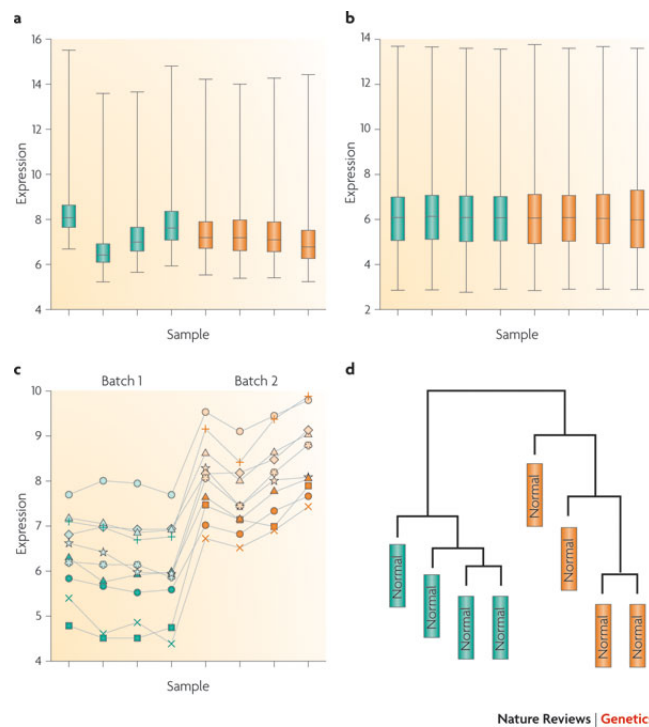 a
b
16
14
12
10
8
6
4
Expression
Sample
14
12
10
8
6
4
2
Expression
Sample
c
d
Batch 1
Batch 2
10
9
8
7
6
5
4
Expression
Sample
Normal
Normal
Normal
Normal
Normal
Normal
Normal
Normal
Nature Reviews | Genetic